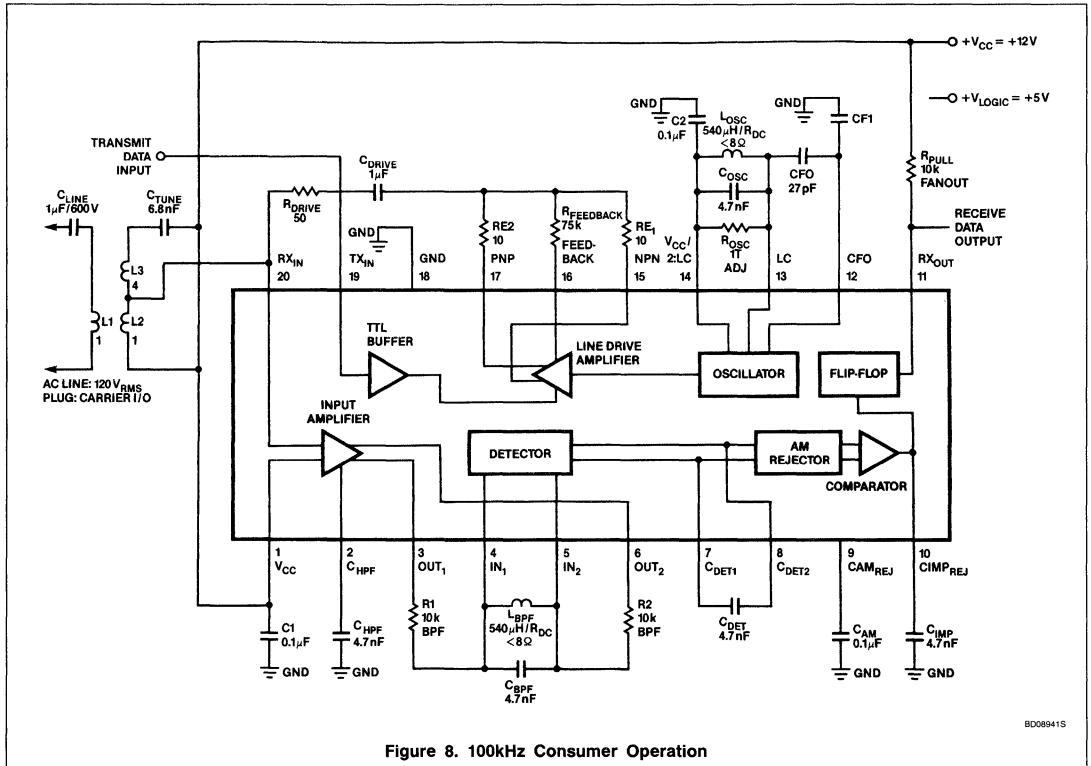 +VCC = +12V
+VLOGIC = +5V
GND
C2
0.1µF
LOSC
540µH/RDC
<8Ω
GND
CF1
TRANSMIT
DATA
INPUT
CLINE
1µF/600V
CTUNE
6.8nF
CDRIVE
1µF
RDRIVE
50
COSC
4.7nF
CFO
27pF
RPULL
10k
FANOUT
RECEIVE
DATA
OUTPUT
GND
RE2
10
RFEEDBACK
75k
RE1
10
ROSC
1T
ADJ
L3
4
L1
1
L2
1
RXIN
20
TXIN
19
GND
18
PNP
17
FEED-
BACK
16
NPN
15
VCC/
2:LC
14
LC
13
CFO
12
RXOUT
11
AC LINE: 120VRMS
PLUG: CARRIER I/O
TTL
BUFFER
LINE DRIVE
AMPLIFIER
OSCILLATOR
FLIP-FLOP
INPUT
AMPLIFIER
DETECTOR
AM
REJECTOR
COMPARATOR
1
VCC
2
CHPF
3
OUT1
4
IN1
5
IN2
6
OUT2
7
CDET1
8
CDET2
9
CAMREJ
10
CIMPREJ
C1
0.1µF
GND
CHPF
4.7nF
GND
R1
10k
BPF
LBPF
540µH/RDC
<8Ω
CBPF
4.7nF
R2
10k
BPF
CDET
4.7nF
CAM
0.1µF
GND
CIMP
4.7nF
GND
BD08941S
Figure 8. 100kHz Consumer Operation